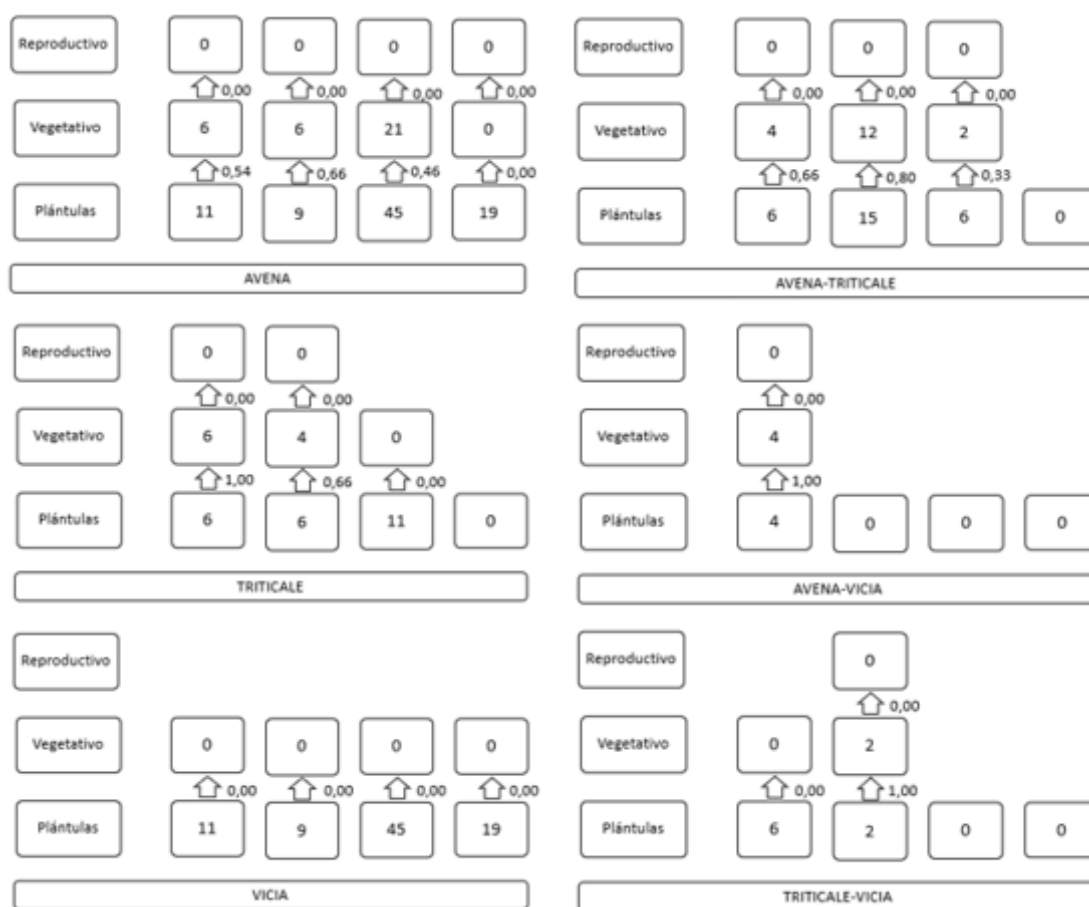 Reproductivo 0 0 0 0
0,00 0,00 0,00 0,00
Vegetativo 6 6 21 0
0,54 0,66 0,46 0,00
Plántulas 11 9 45 19
AVENA
Reproductivo 0 0 0
0,00 0,00 0,00
Vegetativo 4 12 2
0,66 0,80 0,33
Plántulas 6 15 6 0
AVENA-TRITICALE
Reproductivo 0 0
0,00 0,00
Vegetativo 6 4 0
1,00 0,66 0,00
Plántulas 6 6 11 0
TRITICALE
Reproductivo 0
0,00
Vegetativo 4
1,00
Plántulas 4 0 0 0
AVENA-VICIA
Reproductivo
Vegetativo 0 0 0 0
0,00 0,00 0,00 0,00
Plántulas 11 9 45 19
VICIA
Reproductivo 0
0,00
Vegetativo 0 2
0,00 1,00
Plántulas 6 2 0 0
TRITICALE-VICIA